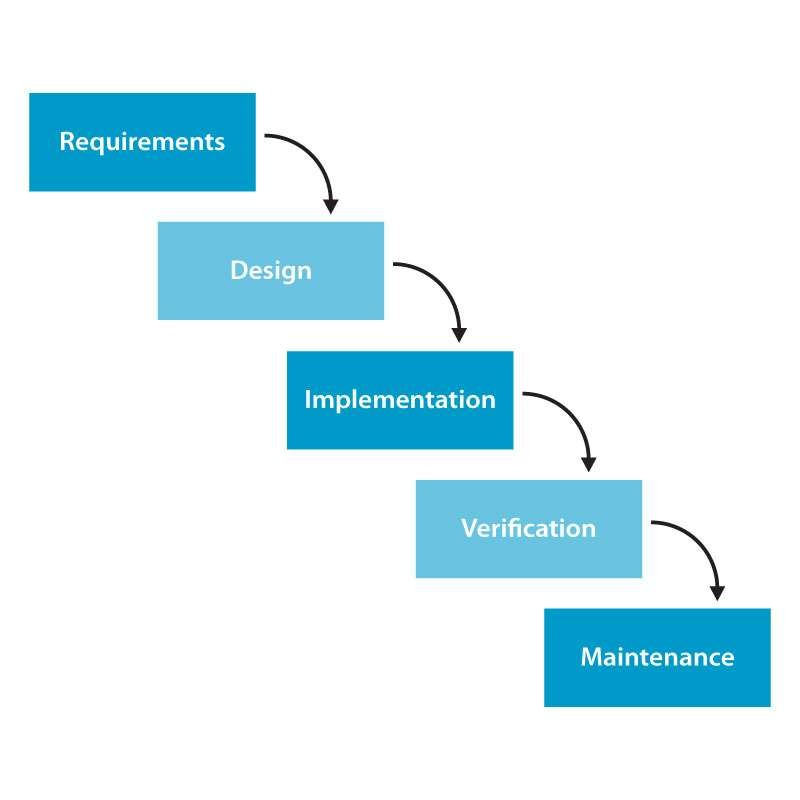 Requirements
Design
Implementation
Verification
Maintenance